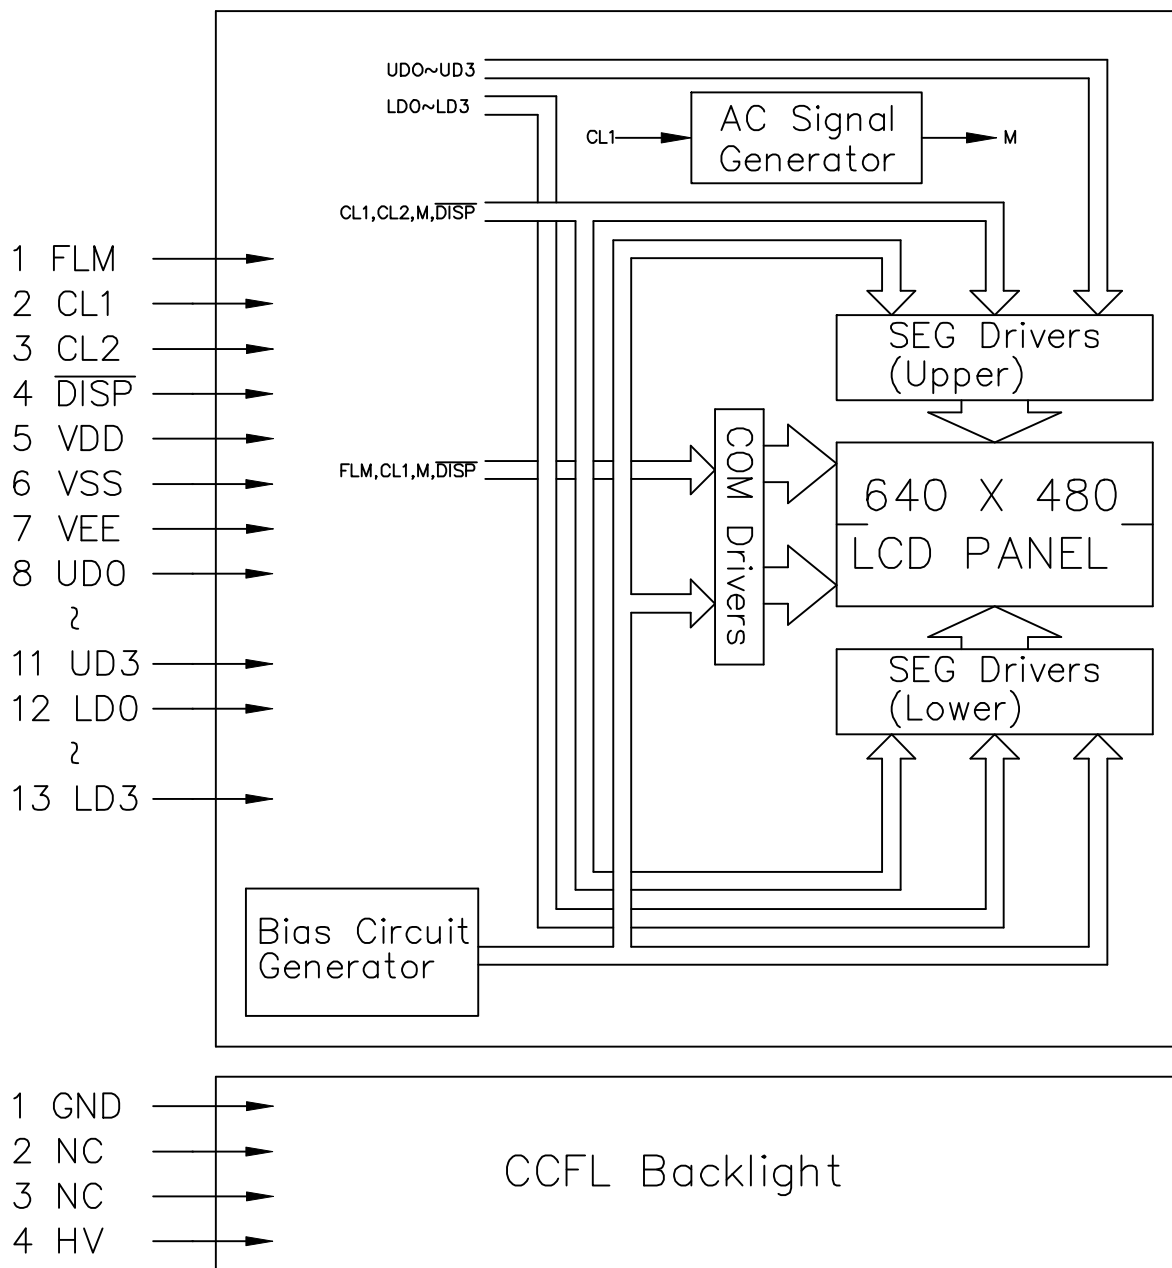 UD0~UD3
LD0~LD3
CL1
AC Signal
Generator
M
CL1,CL2,M,D̅I̅S̅P̅
1 FLM
2 CL1
3 CL2
4 D̅I̅S̅P̅
5 VDD
6 VSS
7 VEE
8 UD0
~
11 UD3
12 LD0
~
13 LD3
SEG Drivers
(Upper)
FLM,CL1,M,D̅I̅S̅P̅
COM Drivers
640 X 480
LCD PANEL
SEG Drivers
(Lower)
Bias Circuit
Generator
1 GND
2 NC
3 NC
4 HV
CCFL Backlight